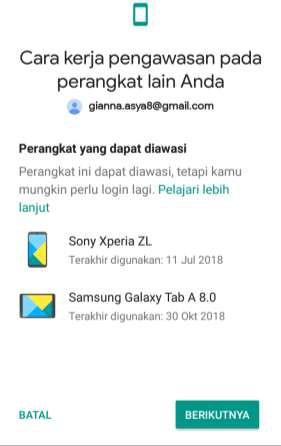 Cara kerja pengawasan pada
perangkat lain Anda
gianna.asya8@gmail.com
Perangkat yang dapat diawasi
Perangkat ini dapat diawasi, tetapi kamu
mungkin perlu login lagi. Pelajari lebih
lanjut
Sony Xperia ZL
Terakhir digunakan: 11 Jul 2018
Samsung Galaxy Tab A 8.0
Terakhir digunakan: 30 Okt 2018
BATAL
BERIKUTNYA